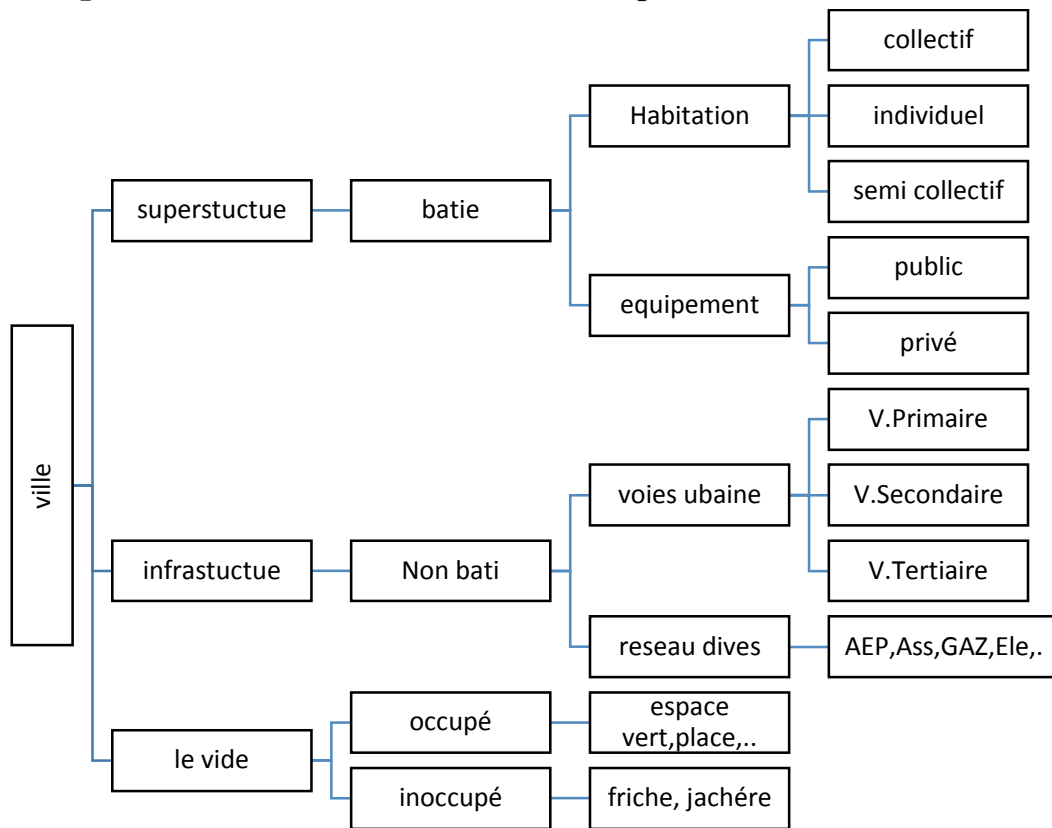 collectif
Habitation
individuel
semi collectif
superstuctue
batie
public
equipement
privé
ville
V.Primaire
voies ubaine
V.Secondaire
infrastuctue
Non bati
V.Tertiaire
reseau dives
AEP,Ass,GAZ,Ele,.
le vide
occupé
espace
vert,place,..
inoccupé
friche, jachére